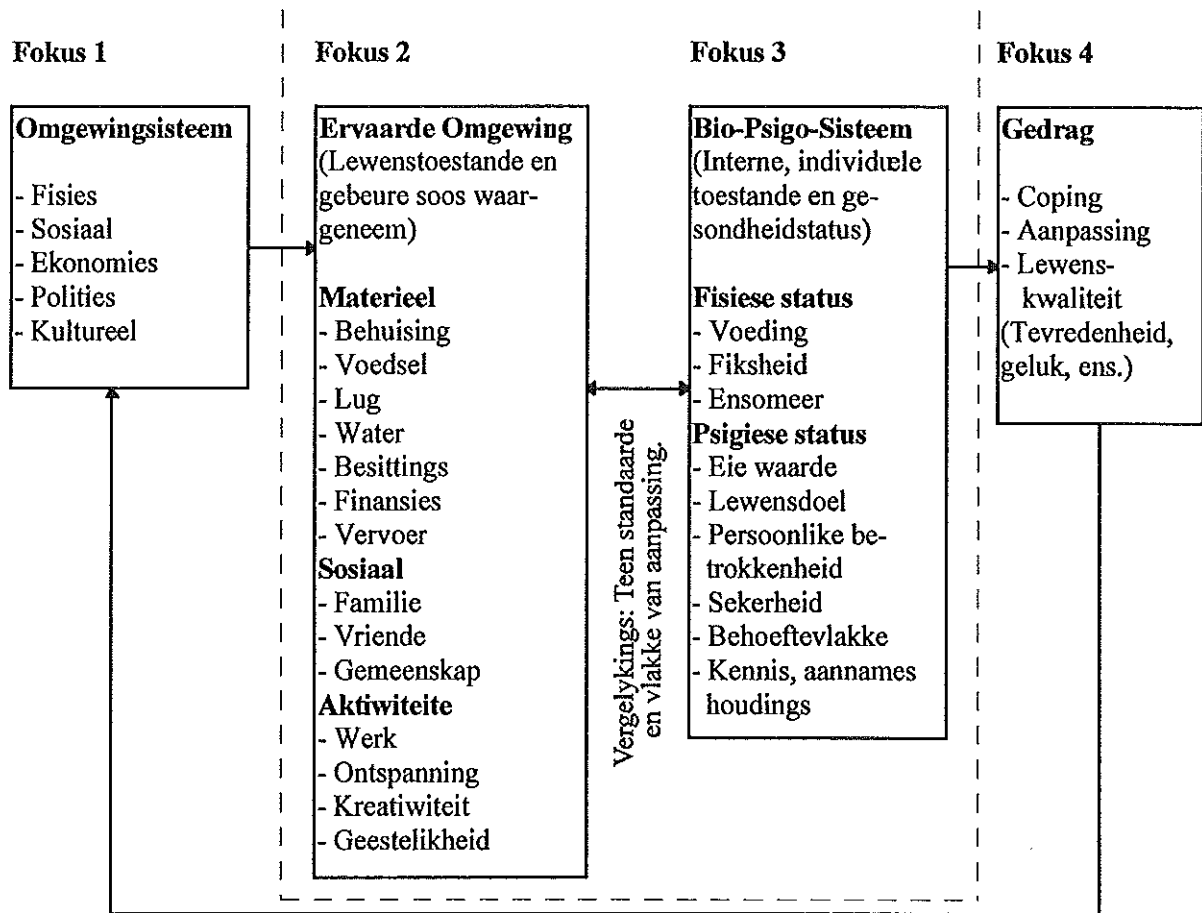 Fokus 1
Omgewingsisteem
- Fisies
- Sosiaal
- Ekonomies
- Polities
- Kultureel
Fokus 2
Ervaarde Omgewing
(Lewenstoestande en
gebeure soos waar-
geneem)
Materieel
- Behuising
- Voedsel
- Lug
- Water
- Besittings
- Finansies
- Vervoer
Sosiaal
- Familie
- Vriende
- Gemeenskap
Aktiwiteite
- Werk
- Ontspanning
- Kreatiwiteit
- Geestelikheid
Vergelykings: Teen standaarde
en vlakke van aanpassing.
Fokus 3
Bio-Psigo-Sisteem
(Interne, individuele
toestande en ge-
sondheidstatus)
Fisiese status
- Voeding
- Fiksheid
- Ensomeer
Psigiese status
- Eie waarde
- Lewensdoel
- Persoonlike be-
trokkenheid
- Sekerheid
- Behoeftevlakke
- Kennis, aannames
houdings
Fokus 4
Gedrag
- Coping
- Aanpassing
- Lewens-
kwaliteit
(Tevredenheid,
geluk, ens.)